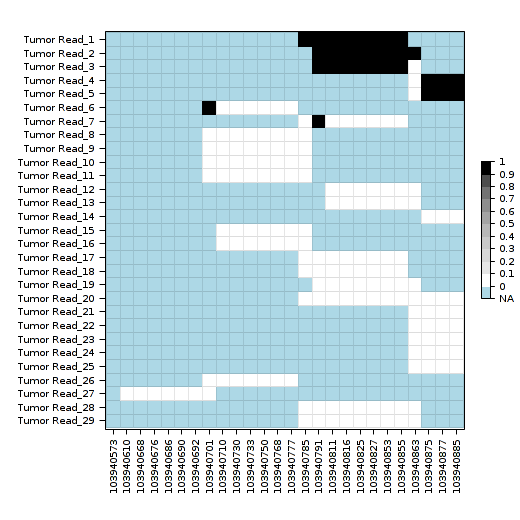 Tumor Read_1
Tumor Read_2
Tumor Read_3
Tumor Read_4
Tumor Read_5
Tumor Read_6
Tumor Read_7
Tumor Read_8
Tumor Read_9
Tumor Read_10
Tumor Read_11
Tumor Read_12
Tumor Read_13
Tumor Read_14
Tumor Read_15
Tumor Read_16
Tumor Read_17
Tumor Read_18
Tumor Read_19
Tumor Read_20
Tumor Read_21
Tumor Read_22
Tumor Read_23
Tumor Read_24
Tumor Read_25
Tumor Read_26
Tumor Read_27
Tumor Read_28
Tumor Read_29
1
0.9
0.8
0.7
0.6
0.5
0.4
0.3
0.2
0.1
0
NA
103940573
103940610
103940668
103940676
103940686
103940690
103940692
103940701
103940710
103940730
103940733
103940750
103940768
103940777
103940785
103940791
103940811
103940816
103940825
103940827
103940853
103940855
103940863
103940875
103940877
103940885